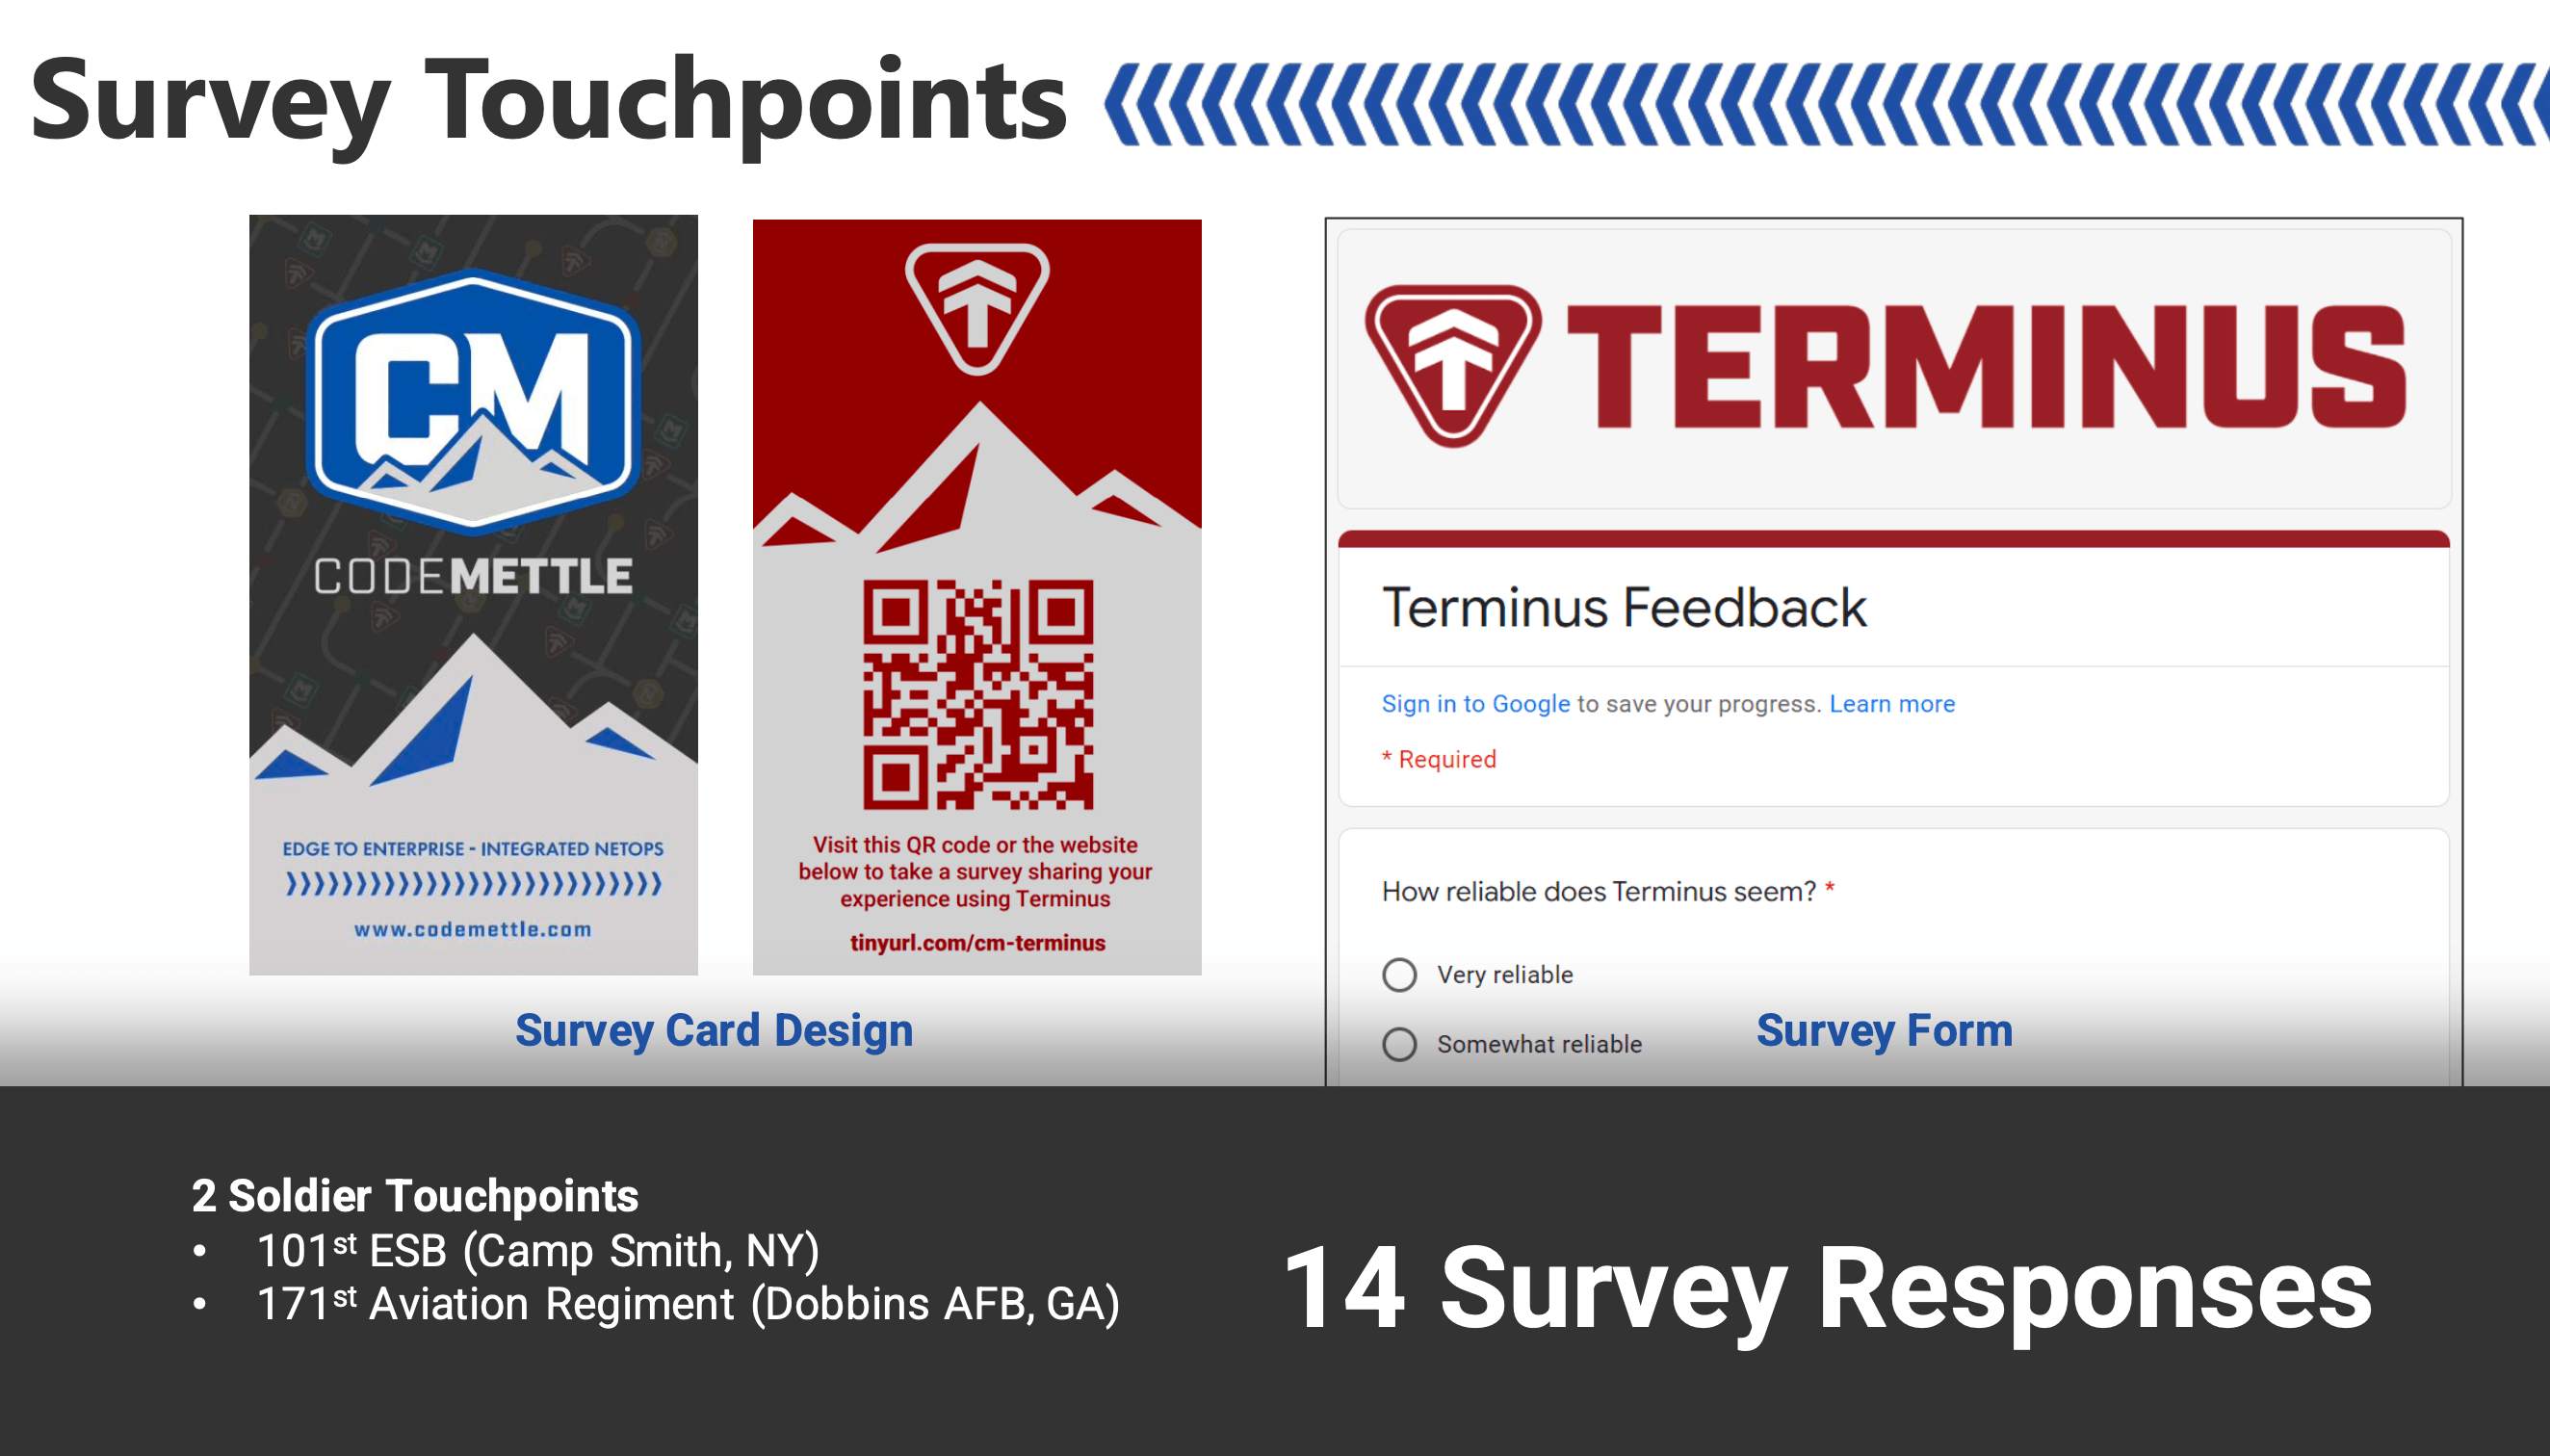 Survey Touchpoints
CM
CODEMETTLE
EDGE TO ENTERPRISE - INTEGRATED NETOPS
www.codemettle.com
T
Visit this QR code or the website
below to take a survey sharing your
experience using Terminus
tinyurl.com/cm-terminus
Survey Card Design
T TERMINUS
Terminus Feedback
Sign in to Google to save your progress. Learn more
* Required
How reliable does Terminus seem? *
Very reliable
Somewhat reliable
Survey Form
2 Soldier Touchpoints
• 101st ESB (Camp Smith, NY)
• 171st Aviation Regiment (Dobbins AFB, GA)
14 Survey Responses